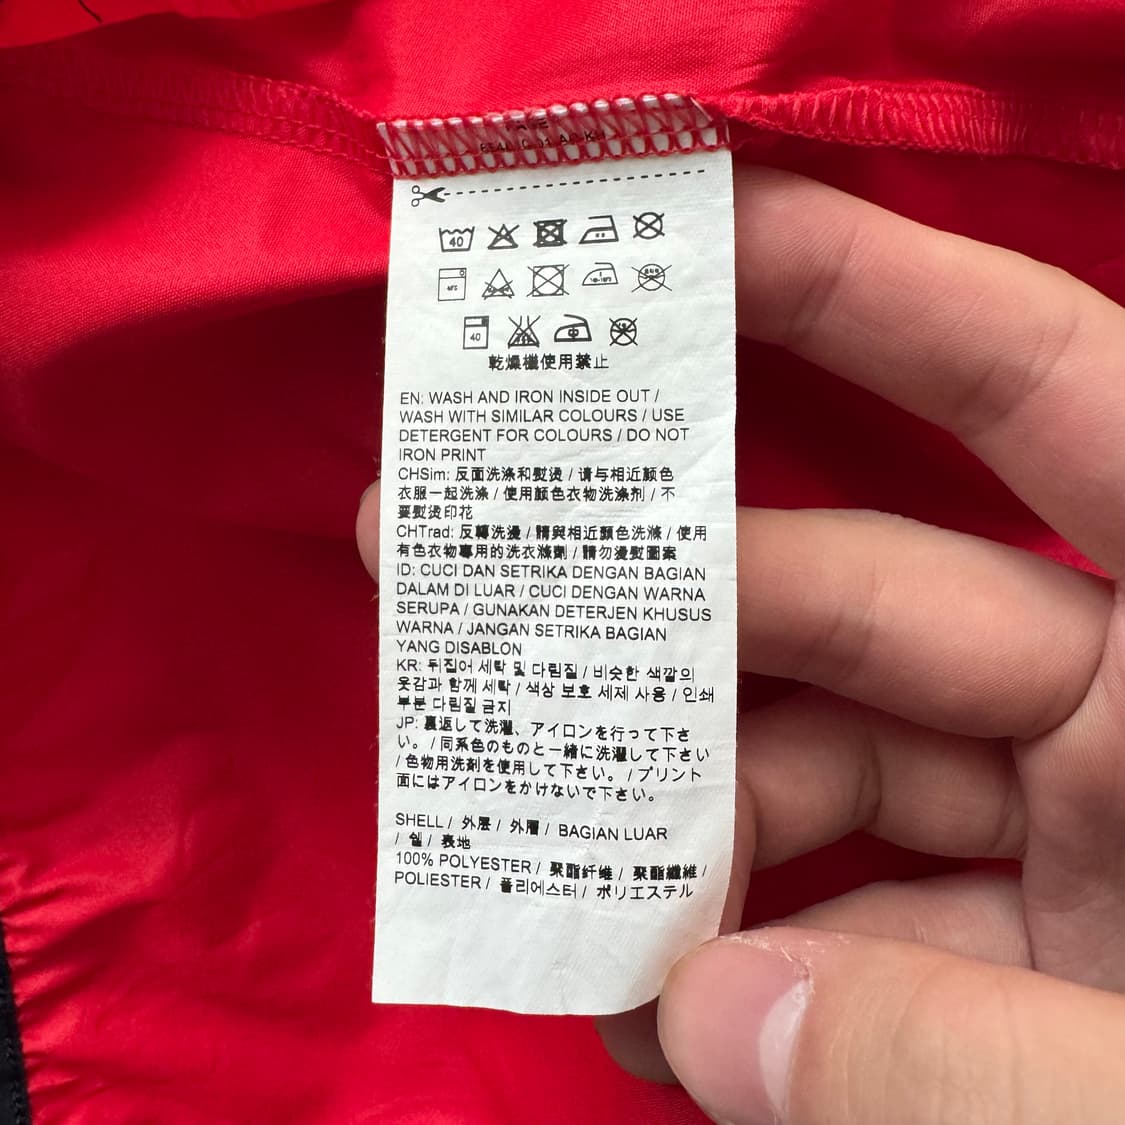 40
40
乾燥機使用禁止
EN: WASH AND IRON INSIDE OUT /
WASH WITH SIMILAR COLOURS / USE
DETERGENT FOR COLOURS / DO NOT
IRON PRINT
CHSim: 反面洗涤和熨烫 / 请与相近颜色
衣服一起洗涤 / 使用颜色衣物洗涤剂 / 不
要熨烫印花
CHTrad: 反轉洗燙 / 請與相近顏色洗滌 / 使用
有色衣物專用的洗衣滌劑 / 請勿燙熨圖案
ID: CUCI DAN SETRIKA DENGAN BAGIAN
DALAM DI LUAR / CUCI DENGAN WARNA
SERUPA / GUNAKAN DETERJEN KHUSUS
WARNA / JANGAN SETRIKA BAGIAN
YANG DISABLON
KR: 뒤집어 세탁 및 다림질 / 비슷한 색깔의
옷감과 함께 세탁 / 색상 보호 세제 사용 / 인쇄
부분 다림질 금지
JP: 裏返して洗濯、アイロンを行って下さ
い。 / 同系色のものと一緒に洗濯して下さい
/ 色物用洗剤を使用して下さい。 / プリント
面にはアイロンをかけないで下さい。
SHELL / 外层 / 外層 / BAGIAN LUAR
/ 쉘 / 表地
100% POLYESTER / 聚酯纤维 / 聚酯纖維 /
POLIESTER / 폴리에스터 / ポリエステル